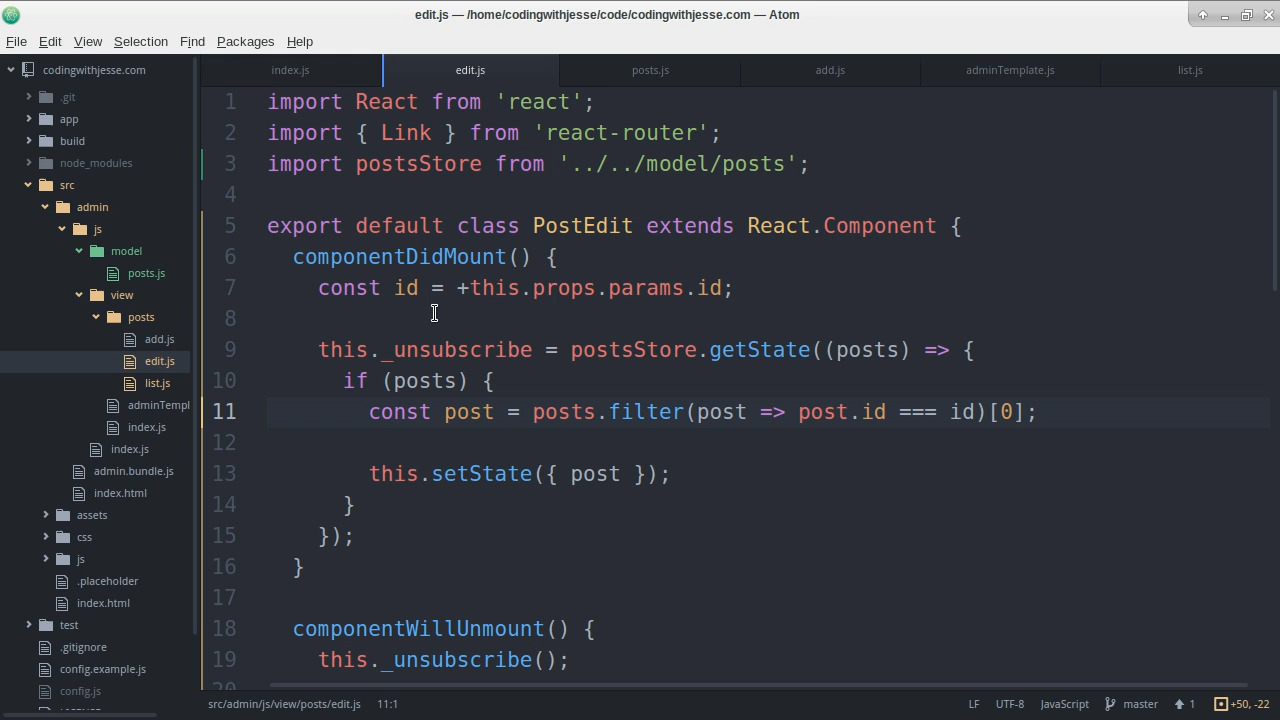 edit.js — /home/codingwithjesse/code/codingwithjesse.com — Atom
File Edit View Selection Find Packages Help
codingwithjesse.com
.git
app
build
node_modules
src
admin
js
model
posts.js
view
posts
add.js
edit.js
list.js
adminTempl
index.js
index.js
admin.bundle.js
index.html
assets
css
js
.placeholder
index.html
test
.gitignore
config.example.js
config.js
index.js edit.js posts.js add.js adminTemplate.js list.js
1 import React from 'react';
2 import { Link } from 'react-router';
3 import postsStore from '../../model/posts';
4
5 export default class PostEdit extends React.Component {
6 componentDidMount() {
7 const id = +this.props.params.id;
8
9 this._unsubscribe = postsStore.getState((posts) => {
10 if (posts) {
11 const post = posts.filter(post => post.id === id)[0];
12
13 this.setState({ post });
14 }
15 });
16 }
17
18 componentWillUnmount() {
19 this._unsubscribe();
20
src/admin/js/view/posts/edit.js 11:1 LF UTF-8 JavaScript master 1 +50, -22